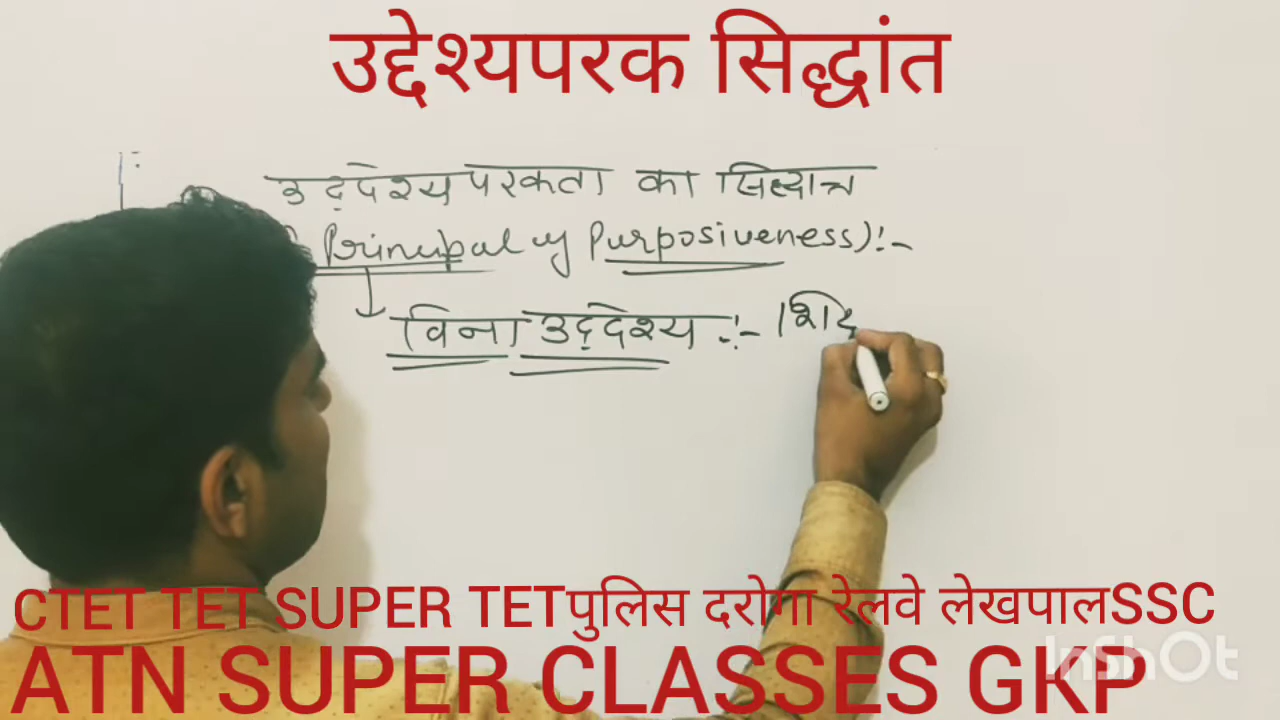 उद्देश्यपरक सिद्धांत
उद्देश्यपरकता का सिद्धान्त
Principal of Purposiveness):-
विना उद्देश्य :- शिद
CTET TET SUPER TETपुलिस दरोगा रेलवे लेखपालSSC
InShOt
ATN SUPER CLASSES GKP